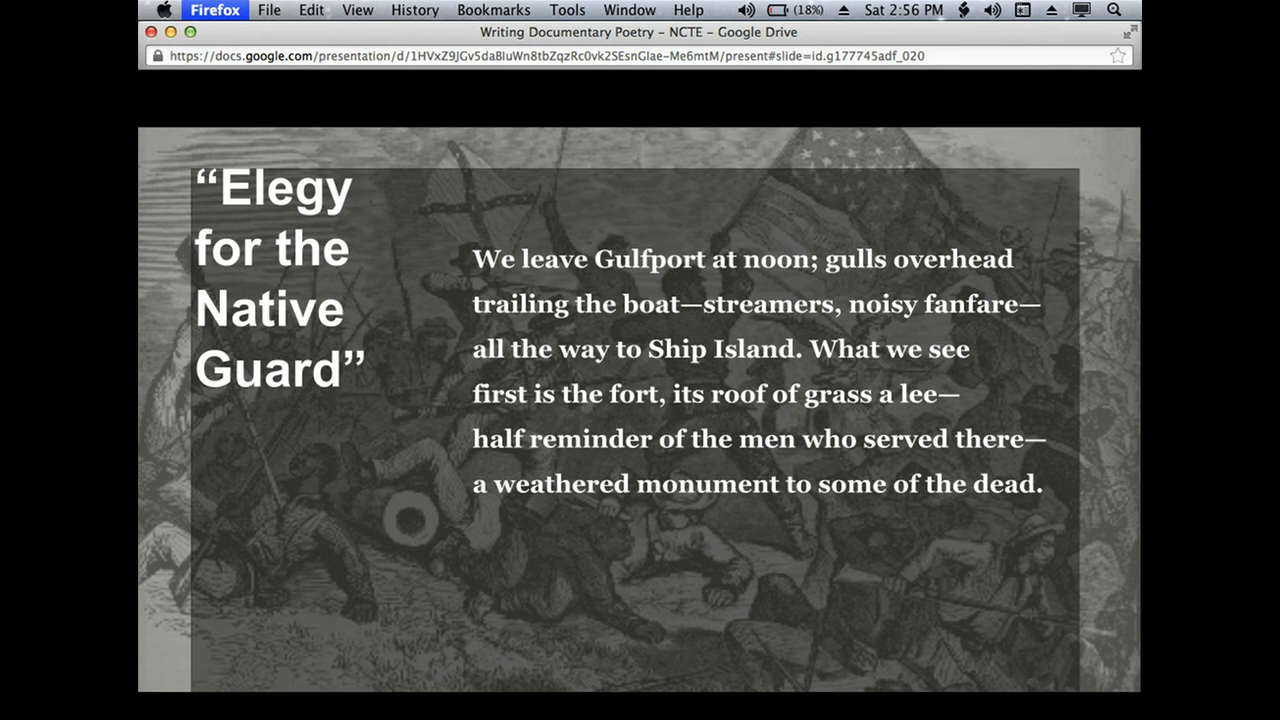 Firefox File Edit View History Bookmarks Tools Window Help (18%) Sat 2:56 PM
Writing Documentary Poetry – NCTE – Google Drive
https://docs.google.com/presentation/d/1HVxZ9JGv5daBluWn8tbZqzRc0vk2SEsnGIae-Me6mtM/present#slide=id.g177745adf_020
“Elegy
for the
Native
Guard”
We leave Gulfport at noon; gulls overhead
trailing the boat—streamers, noisy fanfare—
all the way to Ship Island. What we see
first is the fort, its roof of grass a lee—
half reminder of the men who served there—
a weathered monument to some of the dead.